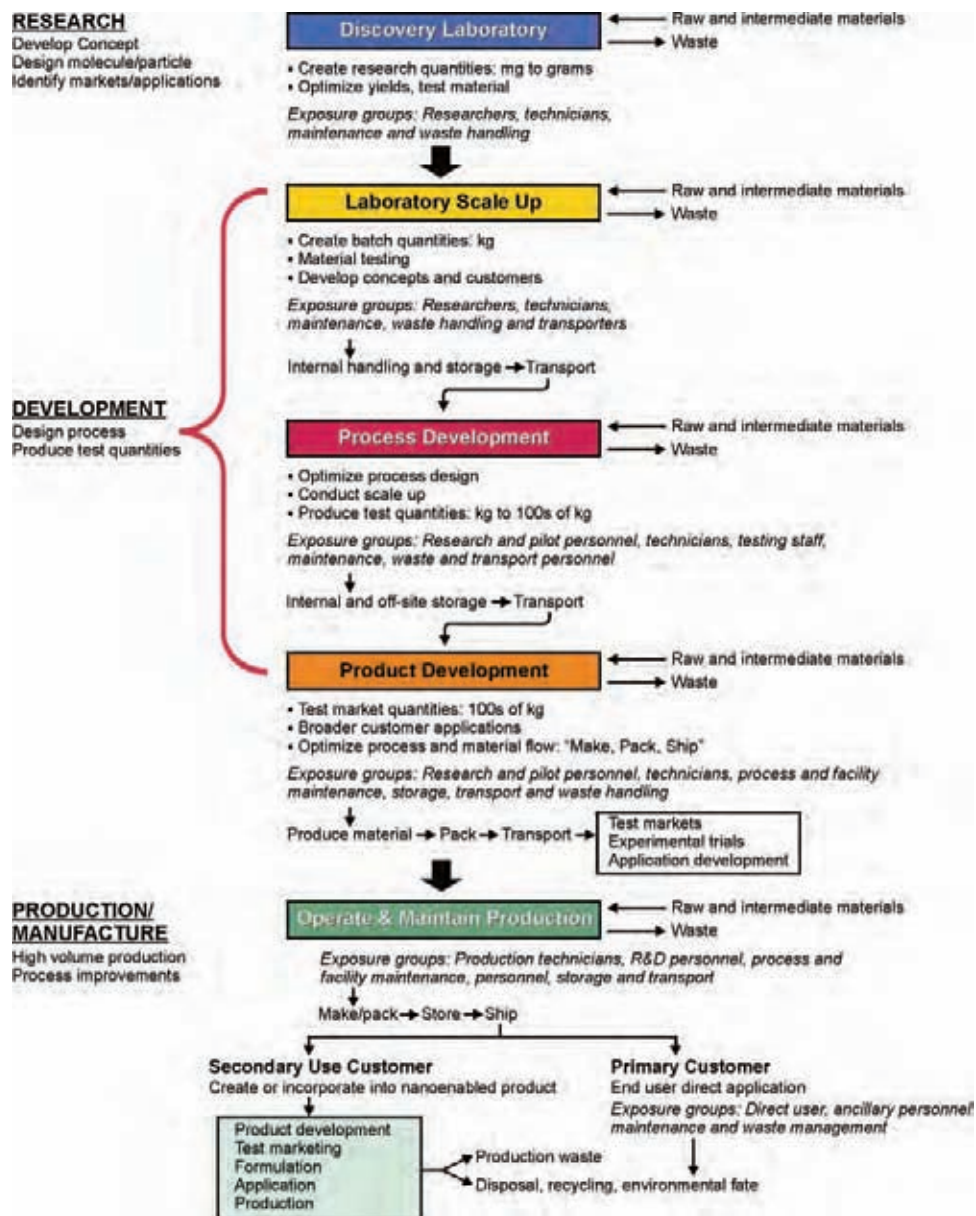 RESEARCH
Develop Concept
Design molecule/particle
Identify markets/applications
Discovery Laboratory
Raw and intermediate materials
Waste
▪ Create research quantities: mg to grams
▪ Optimize yields, test material
Exposure groups: Researchers, technicians,
maintenance and waste handling
Laboratory Scale Up
Raw and intermediate materials
Waste
▪ Create batch quantities: kg
▪ Material testing
▪ Develop concepts and customers
Exposure groups: Researchers, technicians,
maintenance, waste handling and transporters
Internal handling and storage → Transport
DEVELOPMENT
Design process
Produce test quantities
Process Development
Raw and intermediate materials
Waste
▪ Optimize process design
▪ Conduct scale up
▪ Produce test quantities: kg to 100s of kg
Exposure groups: Research and pilot personnel, technicians, testing staff,
maintenance, waste and transport personnel
Internal and off-site storage → Transport
Product Development
Raw and intermediate materials
Waste
▪ Test market quantities: 100s of kg
▪ Broader customer applications
▪ Optimize process and material flow: "Make, Pack, Ship"
Exposure groups: Research and pilot personnel, technicians, process and facility
maintenance, storage, transport and waste handling
Produce material → Pack → Transport →
Test markets
Experimental trials
Application development
PRODUCTION/
MANUFACTURE
High volume production
Process improvements
Operate & Maintain Production
Raw and intermediate materials
Waste
Exposure groups: Production technicians, R&D personnel, process and
facility maintenance, personnel, storage and transport
Make/pack → Store → Ship
Secondary Use Customer
Create or incorporate into nanoenabled product
Product development
Test marketing
Formulation
Application
Production
Production waste
Disposal, recycling, environmental fate
Primary Customer
End user direct application
Exposure groups: Direct user, ancillary personnel
maintenance and waste management